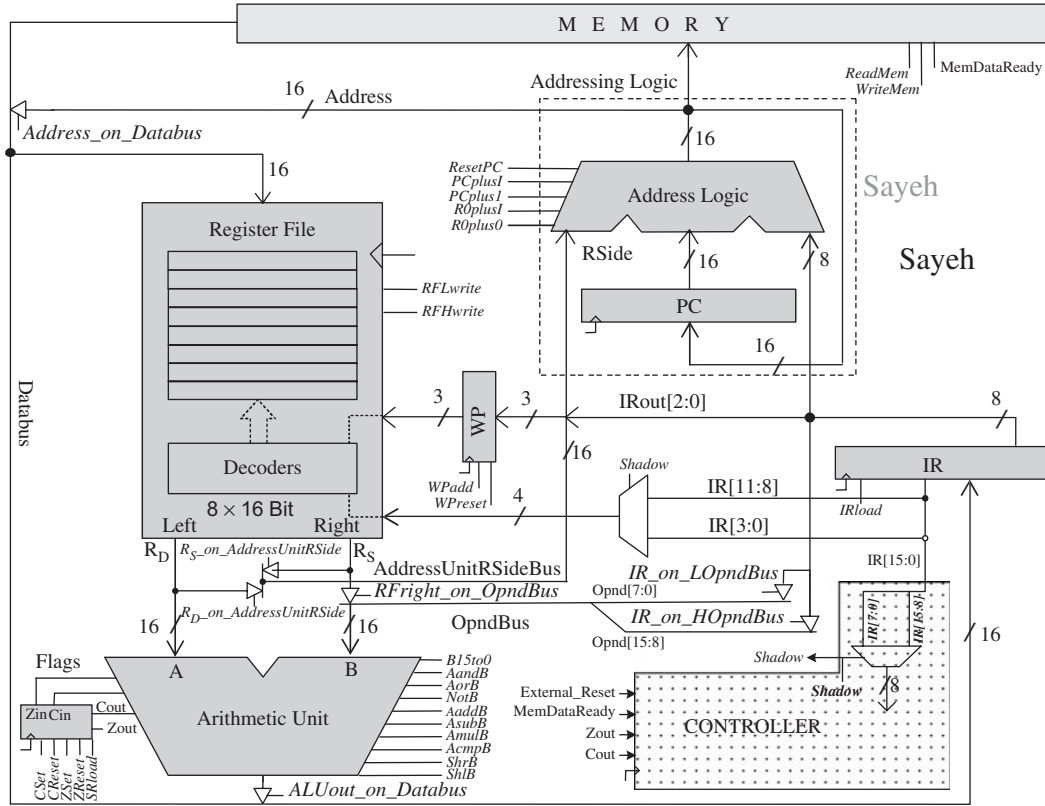 M E M O R Y
MemDataReady
ReadMem
WriteMem
Addressing Logic
16
Address
Address_on_Databus
16
16
ResetPC
PCplusI
PCplus1
R0plusI
R0plus0
Address Logic
Sayeh
Sayeh
Register File
RSide
16
8
RFLwrite
RFHwrite
PC
16
Databus
3
WP
3
IRout[2:0]
8
16
Decoders
8 × 16 Bit
WPadd
WPreset
Shadow
IR
IR[11:8]
IRload
4
IR[3:0]
Left
Right
RD
RS
RS_on_AddressUnitRSide
IR[15:0]
AddressUnitRSideBus
RFright_on_OpndBus
RD_on_AddressUnitRSide
IR_on_LOpndBus
Opnd[7:0]
IR_on_HOpndBus
OpndBus
Opnd[15:8]
IR[7:0]
IR[15:8]
16
16
16
Flags
A
B
B15to0
AandB
AorB
NotB
AaddB
AsubB
AmulB
AcmpB
ShrB
ShlB
Shadow
Shadow
8
Zin
Cin
Cout
Zout
Arithmetic Unit
External_Reset
MemDataReady
Zout
Cout
CONTROLLER
CSet
CReset
ZSet
ZReset
SRload
ALUout_on_Databus